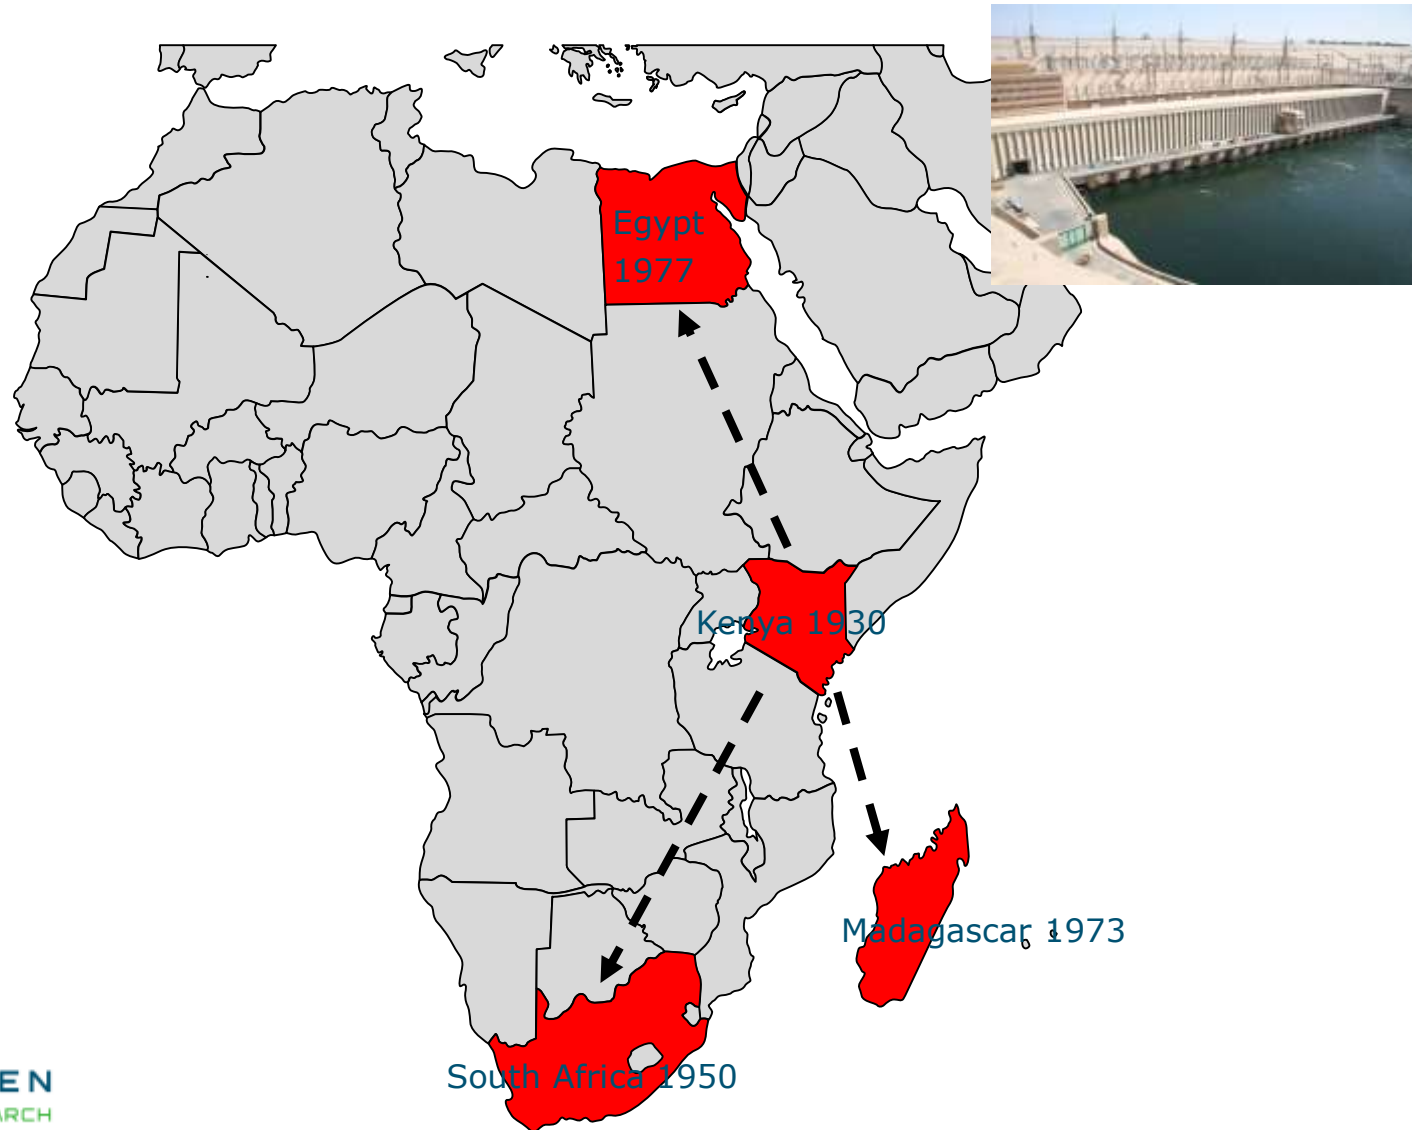 Egypt
1977
Kenya 1930
Madagascar 1973
South Africa 1950
EN
ARCH